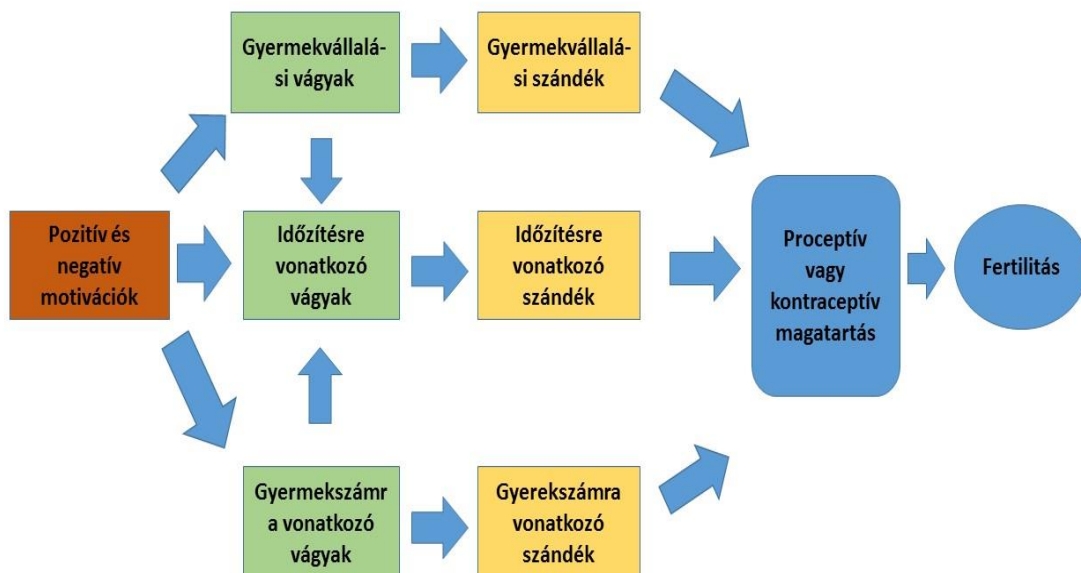 Gyermekvállalá-
si vágyak
Gyermekvállalá-
si szándék
Pozitív és
negatív
motivációk
Időzítésre
vonatkozó
vágyak
Időzítésre
vonatkozó
szándék
Proceptív
vagy
kontraceptív
magatartás
Fertilitás
Gyermekszámr
a vonatkozó
vágyak
Gyerekszámra
vonatkozó
szándék